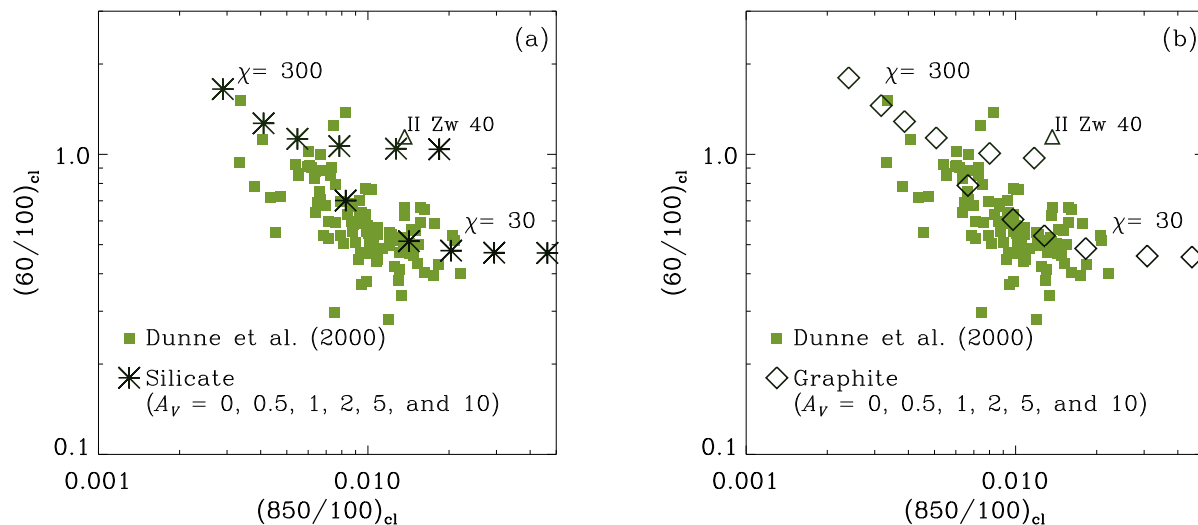 (a)
χ= 300
II Zw 40
1.0
χ= 30
(60/100)cl
Dunne et al. (2000)
Silicate
(AV = 0, 0.5, 1, 2, 5, and 10)
0.1
0.001
0.010
(850/100)cl
(b)
χ= 300
II Zw 40
1.0
χ= 30
(60/100)cl
Dunne et al. (2000)
Graphite
(AV = 0, 0.5, 1, 2, 5, and 10)
0.1
0.001
0.010
(850/100)cl